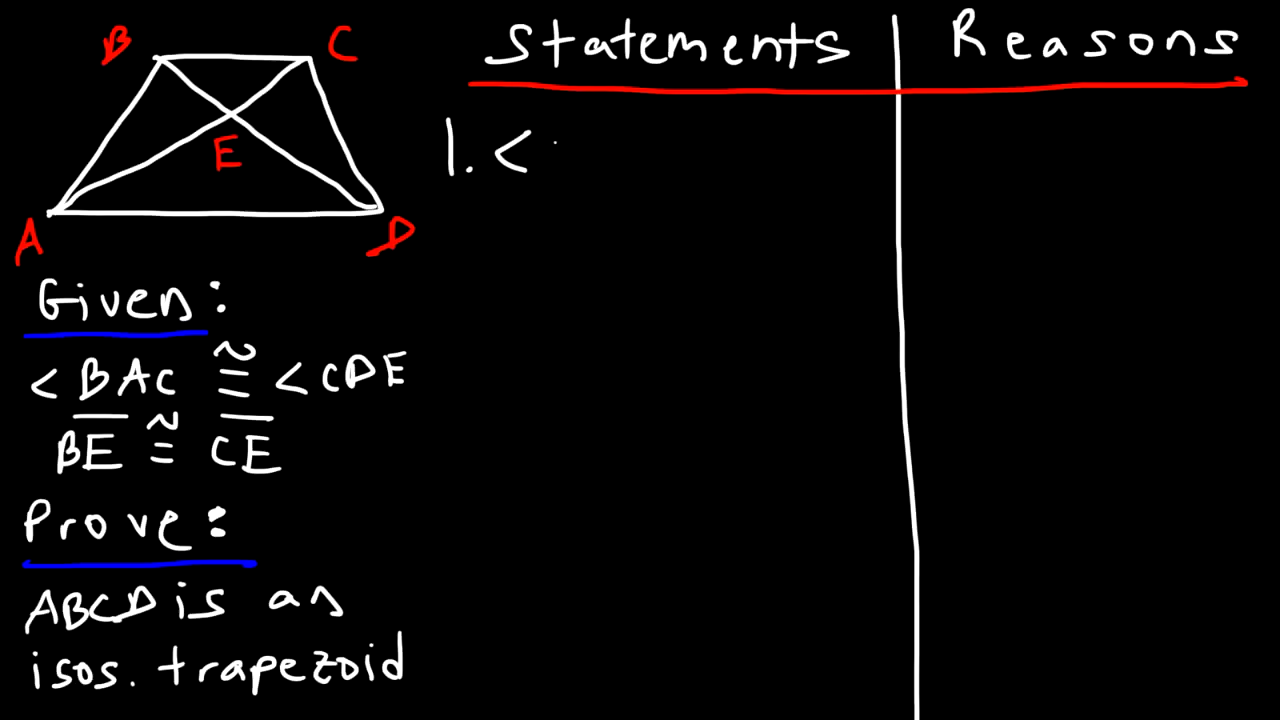 B C Statements Reasons
E 1. <
A D
Given:
< BAC ≅ < CDE
BE ≅ CE
Prove:
ABCD is an
isos. trapezoid